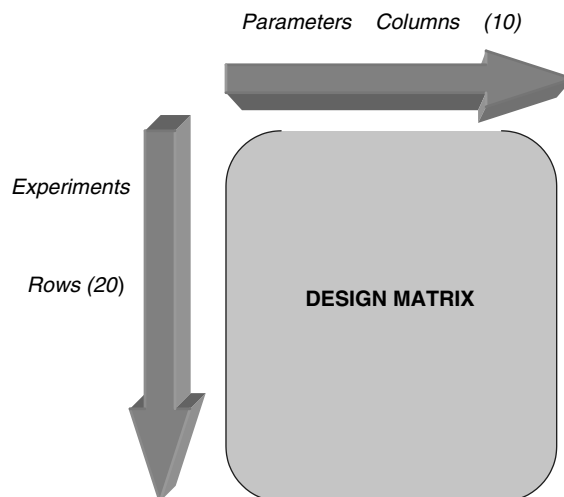 Parameters Columns (10)
Experiments
Rows (20)
DESIGN MATRIX